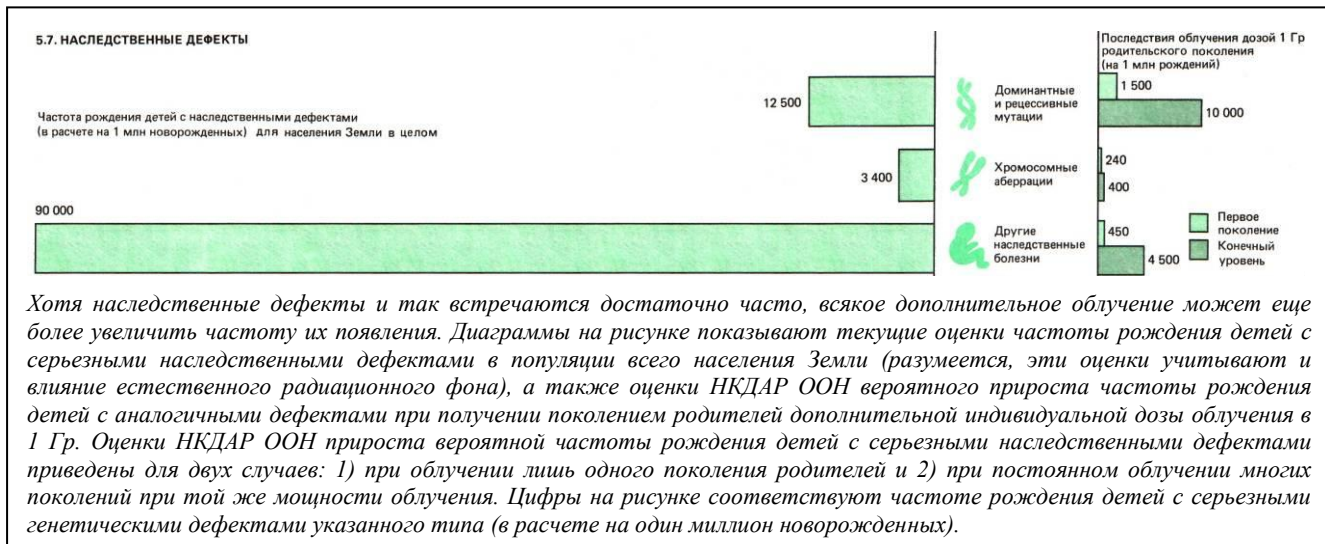 5.7. НАСЛЕДСТВЕННЫЕ ДЕФЕКТЫ
Частота рождения детей с наследственными дефектами
(в расчете на 1 млн новорожденных) для населения Земли в целом
12 500
3 400
90 000
Доминантные
и рецессивные
мутации
Хромосомные
аберрации
Другие
наследственные
болезни
Последствия облучения дозой 1 Гр
родительского поколения
(на 1 млн рождений)
1 500
10 000
240
400
450
4 500
Первое
поколение
Конечный
уровень
Хотя наследственные дефекты и так встречаются достаточно часто, всякое дополнительное облучение может еще
более увеличить частоту их появления. Диаграммы на рисунке показывают текущие оценки частоты рождения детей с
серьезными наследственными дефектами в популяции всего населения Земли (разумеется, эти оценки учитывают и
влияние естественного радиационного фона), а также оценки НКДАР ООН вероятного прироста частоты рождения
детей с аналогичными дефектами при получении поколением родителей дополнительной индивидуальной дозы облучения в
1 Гр. Оценки НКДАР ООН прироста вероятной частоты рождения детей с серьезными наследственными дефектами
приведены для двух случаев: 1) при облучении лишь одного поколения родителей и 2) при постоянном облучении многих
поколений при той же мощности облучения. Цифры на рисунке соответствуют частоте рождения детей с серьезными
генетическими дефектами указанного типа (в расчете на один миллион новорожденных).